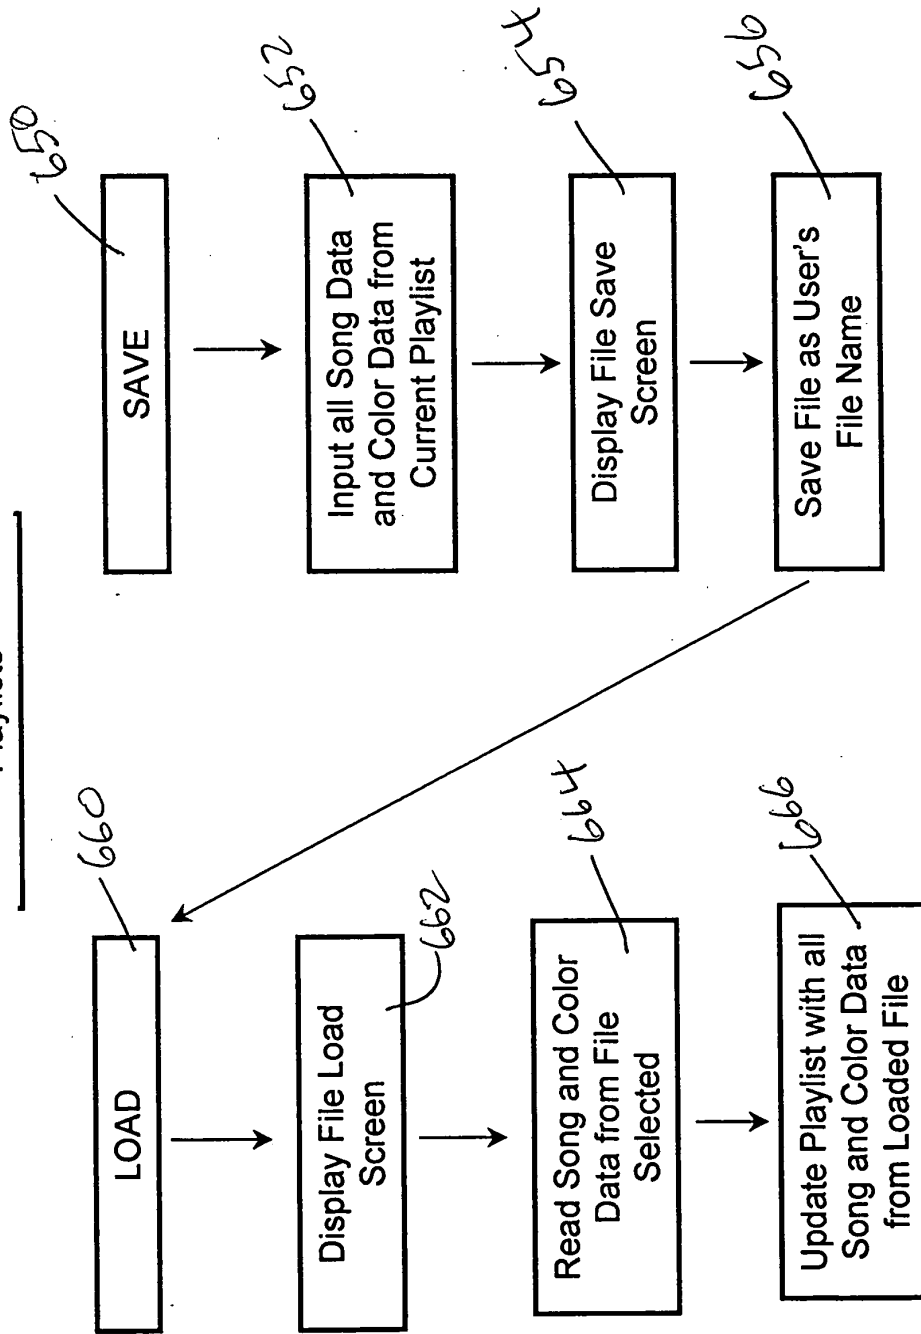 Playlists
LOAD
660
Display File Load
Screen
662
Read Song and Color
Data from File
Selected
664
Update Playlist with all
Song and Color Data
from Loaded File
666
SAVE
650
Input all Song Data
and Color Data from
Current Playlist
652
Display File Save
Screen
654
Save File as User's
File Name
656